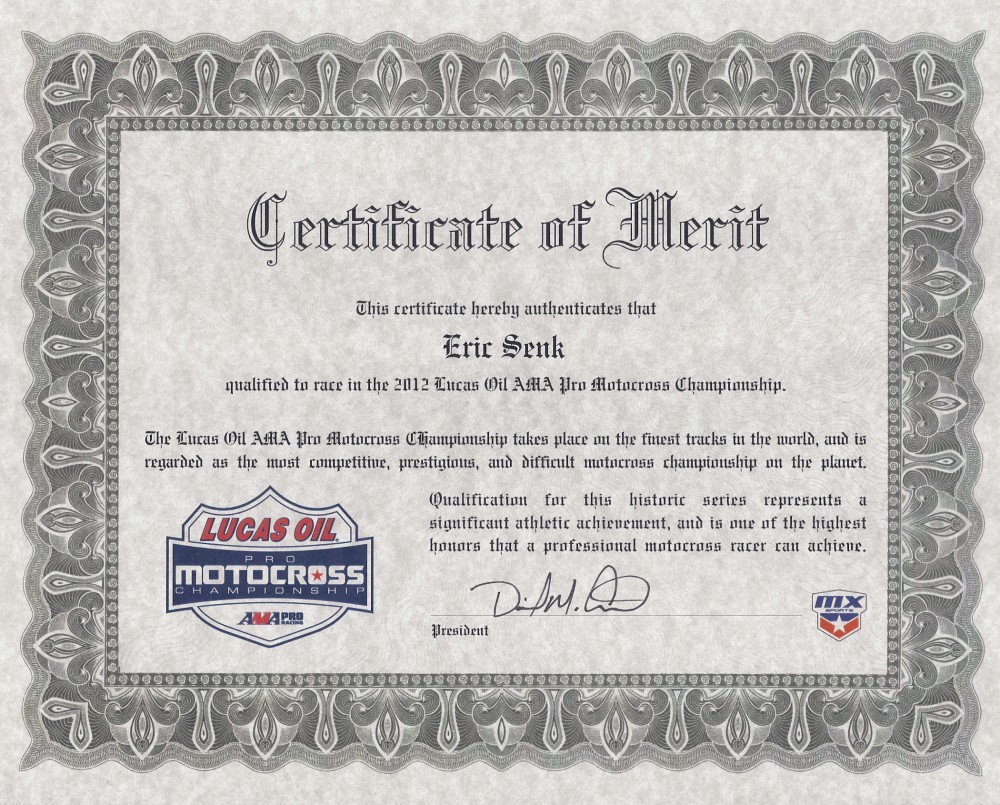 Certificate of Merit
This certificate hereby authenticates that
Eric Senk
qualified to race in the 2012 Lucas Oil AMA Pro Motocross Championship.
The Lucas Oil AMA Pro Motocross CHampionship takes place on the finest tracks in the world, and is
regarded as the most competitive, prestigious, and difficult motocross championship on the planet.
Qualification for this historic series represents a
significant athletic achievement, and is one of the highest
honors that a professional motocross racer can achieve.
LUCAS OIL
PRO
MOTOCROSS
CHAMPIONSHIP
AMA PRO
RACING
President
MX
SPORTS